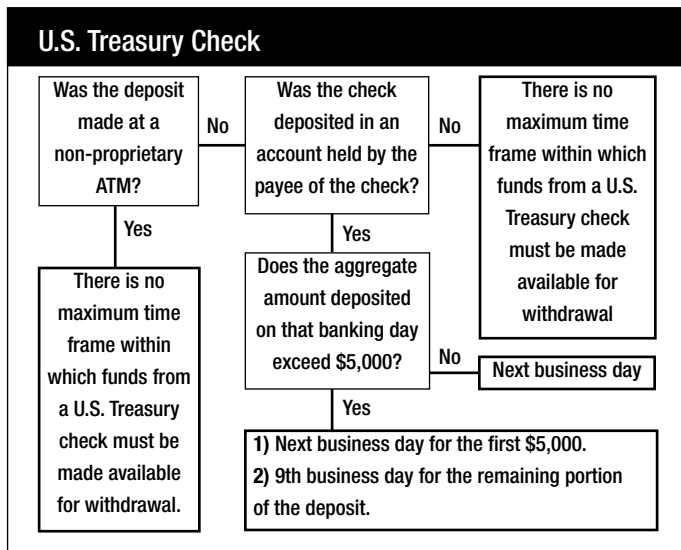 U.S. Treasury Check
Was the deposit
made at a
non-proprietary
ATM?
No
Was the check
deposited in an
account held by the
payee of the check?
No
There is no
maximum time
frame within which
funds from a U.S.
Treasury check
must be made
available for
withdrawal
Yes
There is no
maximum time
frame within
which funds from
a U.S. Treasury
check must be
made available
for withdrawal.
Yes
Does the aggregate
amount deposited
on that banking day
exceed $5,000?
No
Next business day
Yes
1) Next business day for the first $5,000.
2) 9th business day for the remaining portion
of the deposit.